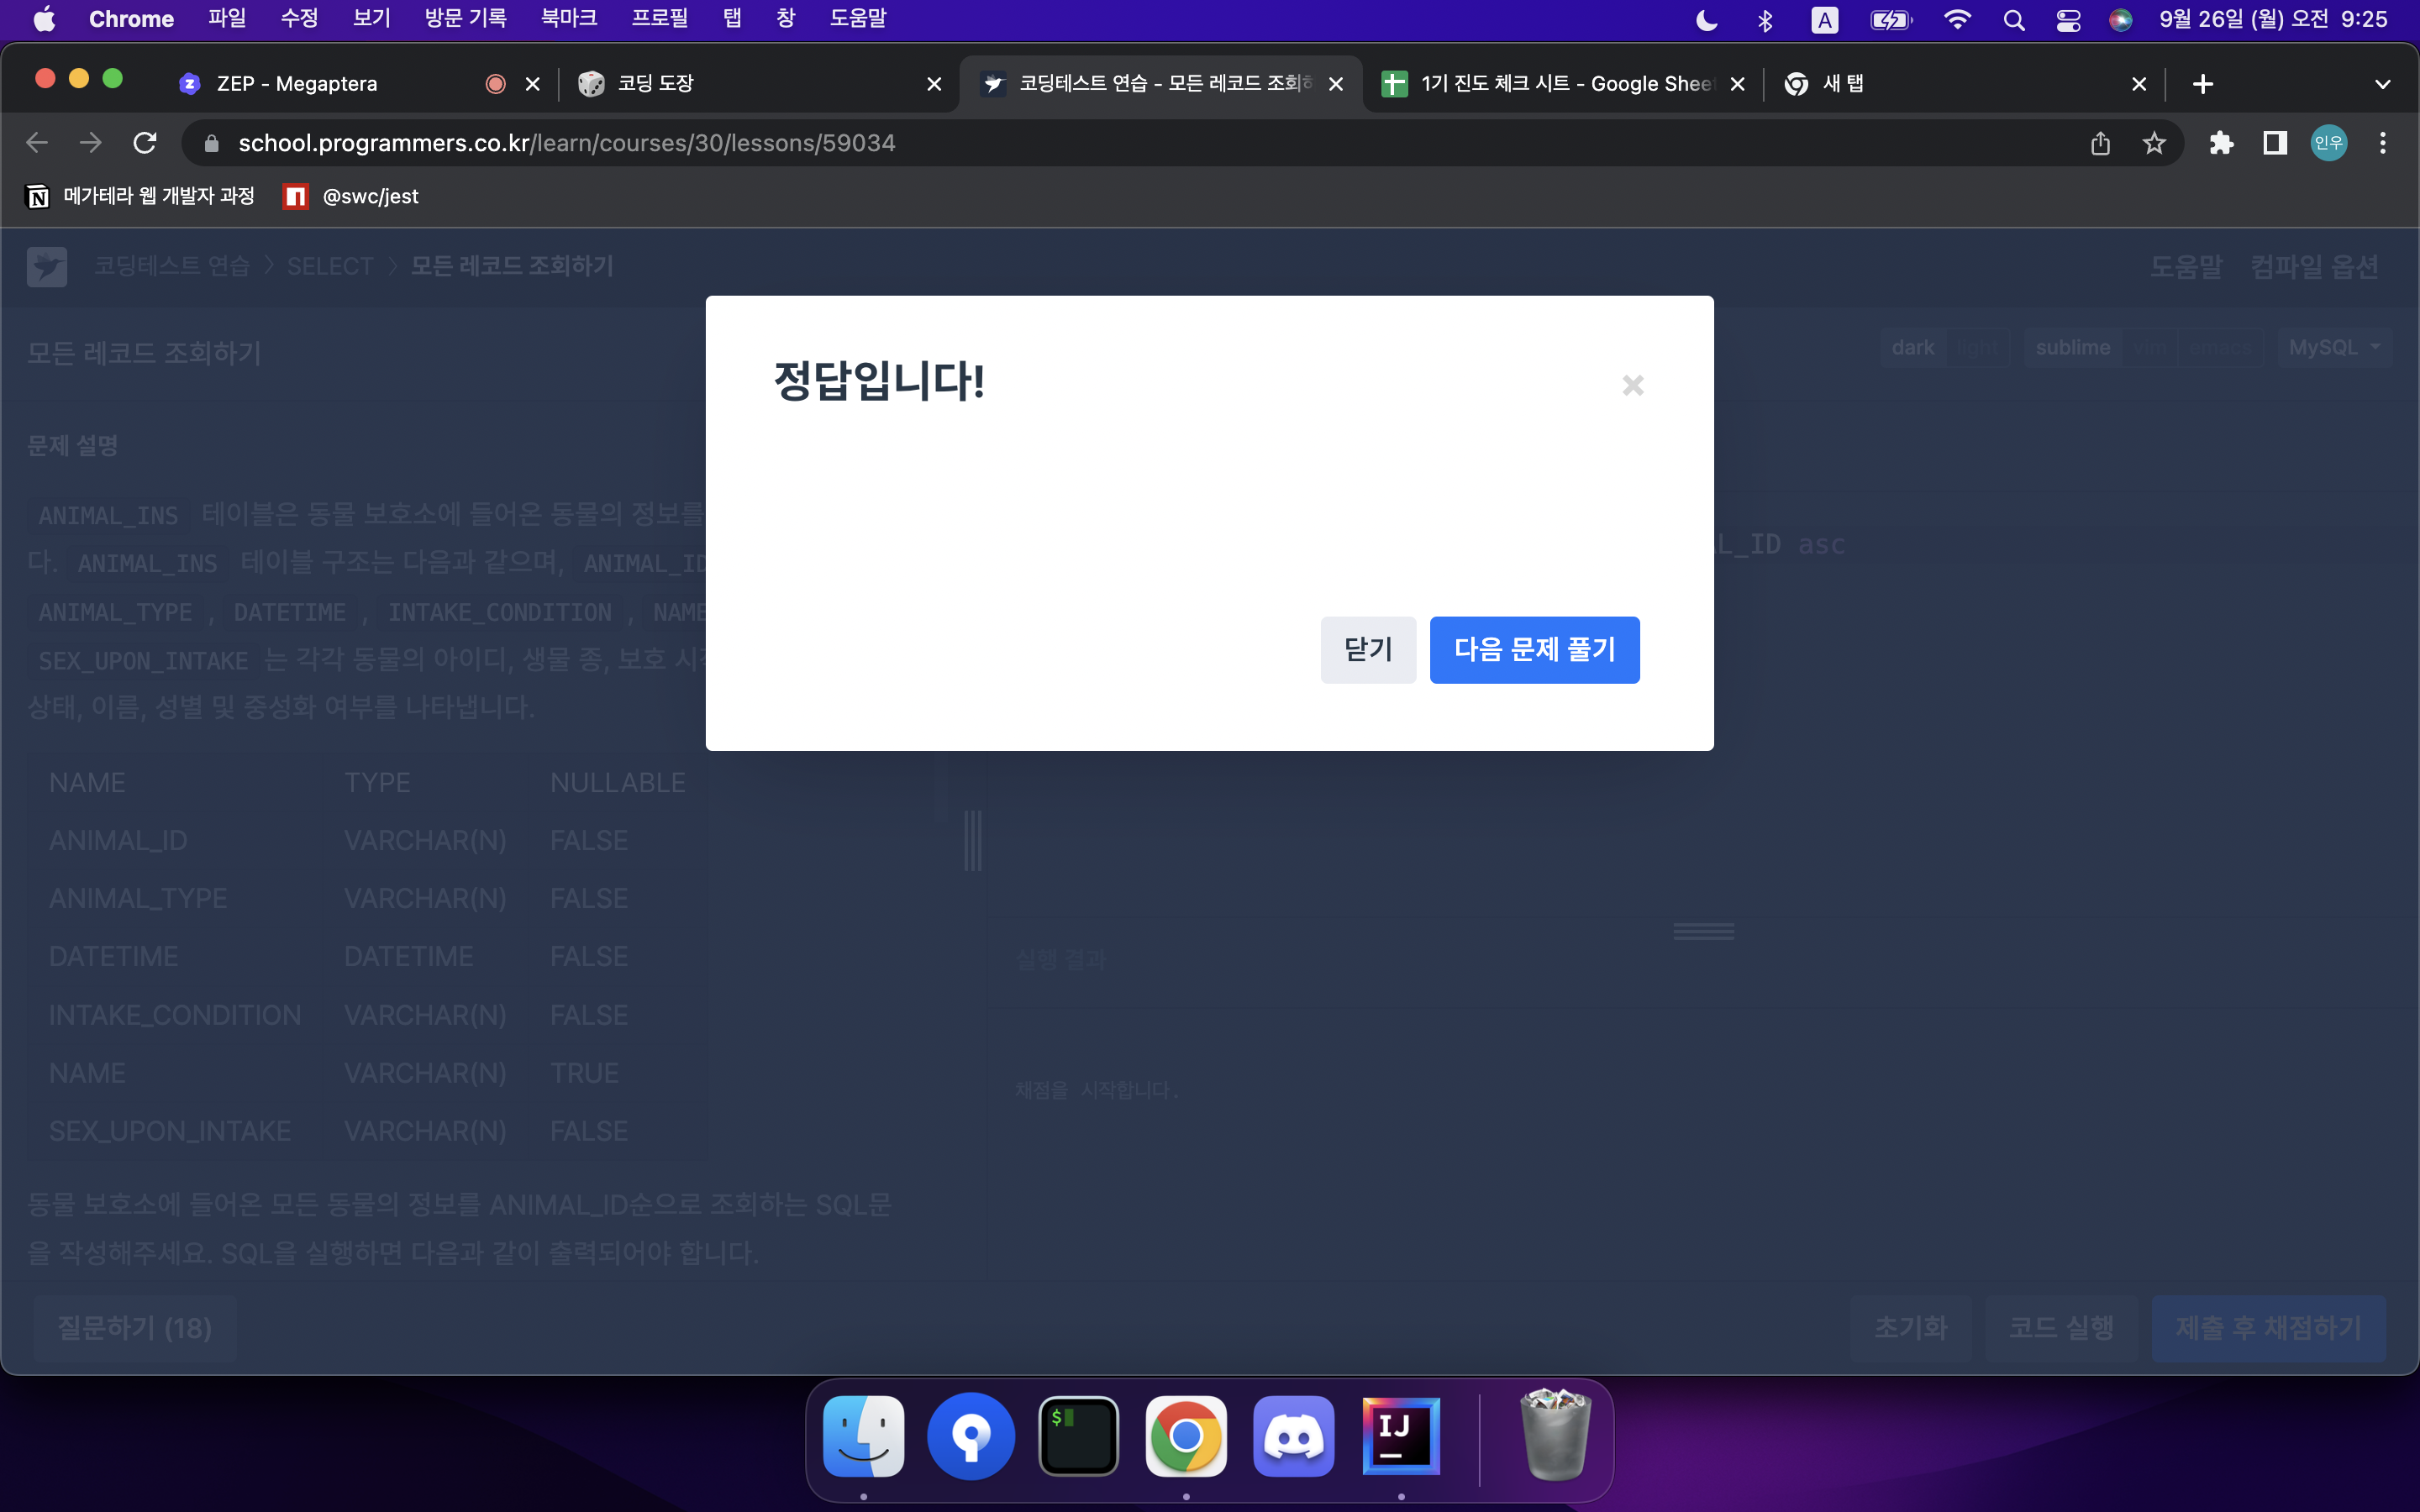 Chrome 파일 수정 보기 방문 기록 북마크 프로필 탭 창 도움말 A 9월 26일 (월) 오전 9:25
ZEP - Megaptera 코딩 도장 코딩테스트 연습 - 모든 레코드 조회하 1기 진도 체크 시트 - Google Sheet 새 탭
school.programmers.co.kr/learn/courses/30/lessons/59034 인우
메가테라 웹 개발자 과정 @swc/jest
코딩테스트 연습 > SELECT > 모든 레코드 조회하기 도움말 컴파일 옵션
모든 레코드 조회하기 dark light sublime vim emacs MySQL
정답입니다!
문제 설명
ANIMAL_INS 테이블은 동물 보호소에 들어온 동물의 정보를
L_ID asc
다. ANIMAL_INS 테이블 구조는 다음과 같으며, ANIMAL_ID
ANIMAL_TYPE , DATETIME , INTAKE_CONDITION , NAME
SEX_UPON_INTAKE 는 각각 동물의 아이디, 생물 종, 보호 시
상태, 이름, 성별 및 중성화 여부를 나타냅니다.
닫기 다음 문제 풀기
NAME TYPE NULLABLE
ANIMAL_ID VARCHAR(N) FALSE
ANIMAL_TYPE VARCHAR(N) FALSE
DATETIME DATETIME FALSE
INTAKE_CONDITION VARCHAR(N) FALSE
NAME VARCHAR(N) TRUE
SEX_UPON_INTAKE VARCHAR(N) FALSE
동물 보호소에 들어온 모든 동물의 정보를 ANIMAL_ID순으로 조회하는 SQL문
을 작성해주세요. SQL을 실행하면 다음과 같이 출력되어야 합니다.
실행 결과
채점을 시작합니다.
질문하기 (18) 초기화 코드 실행 제출 후 채점하기
$
IJ